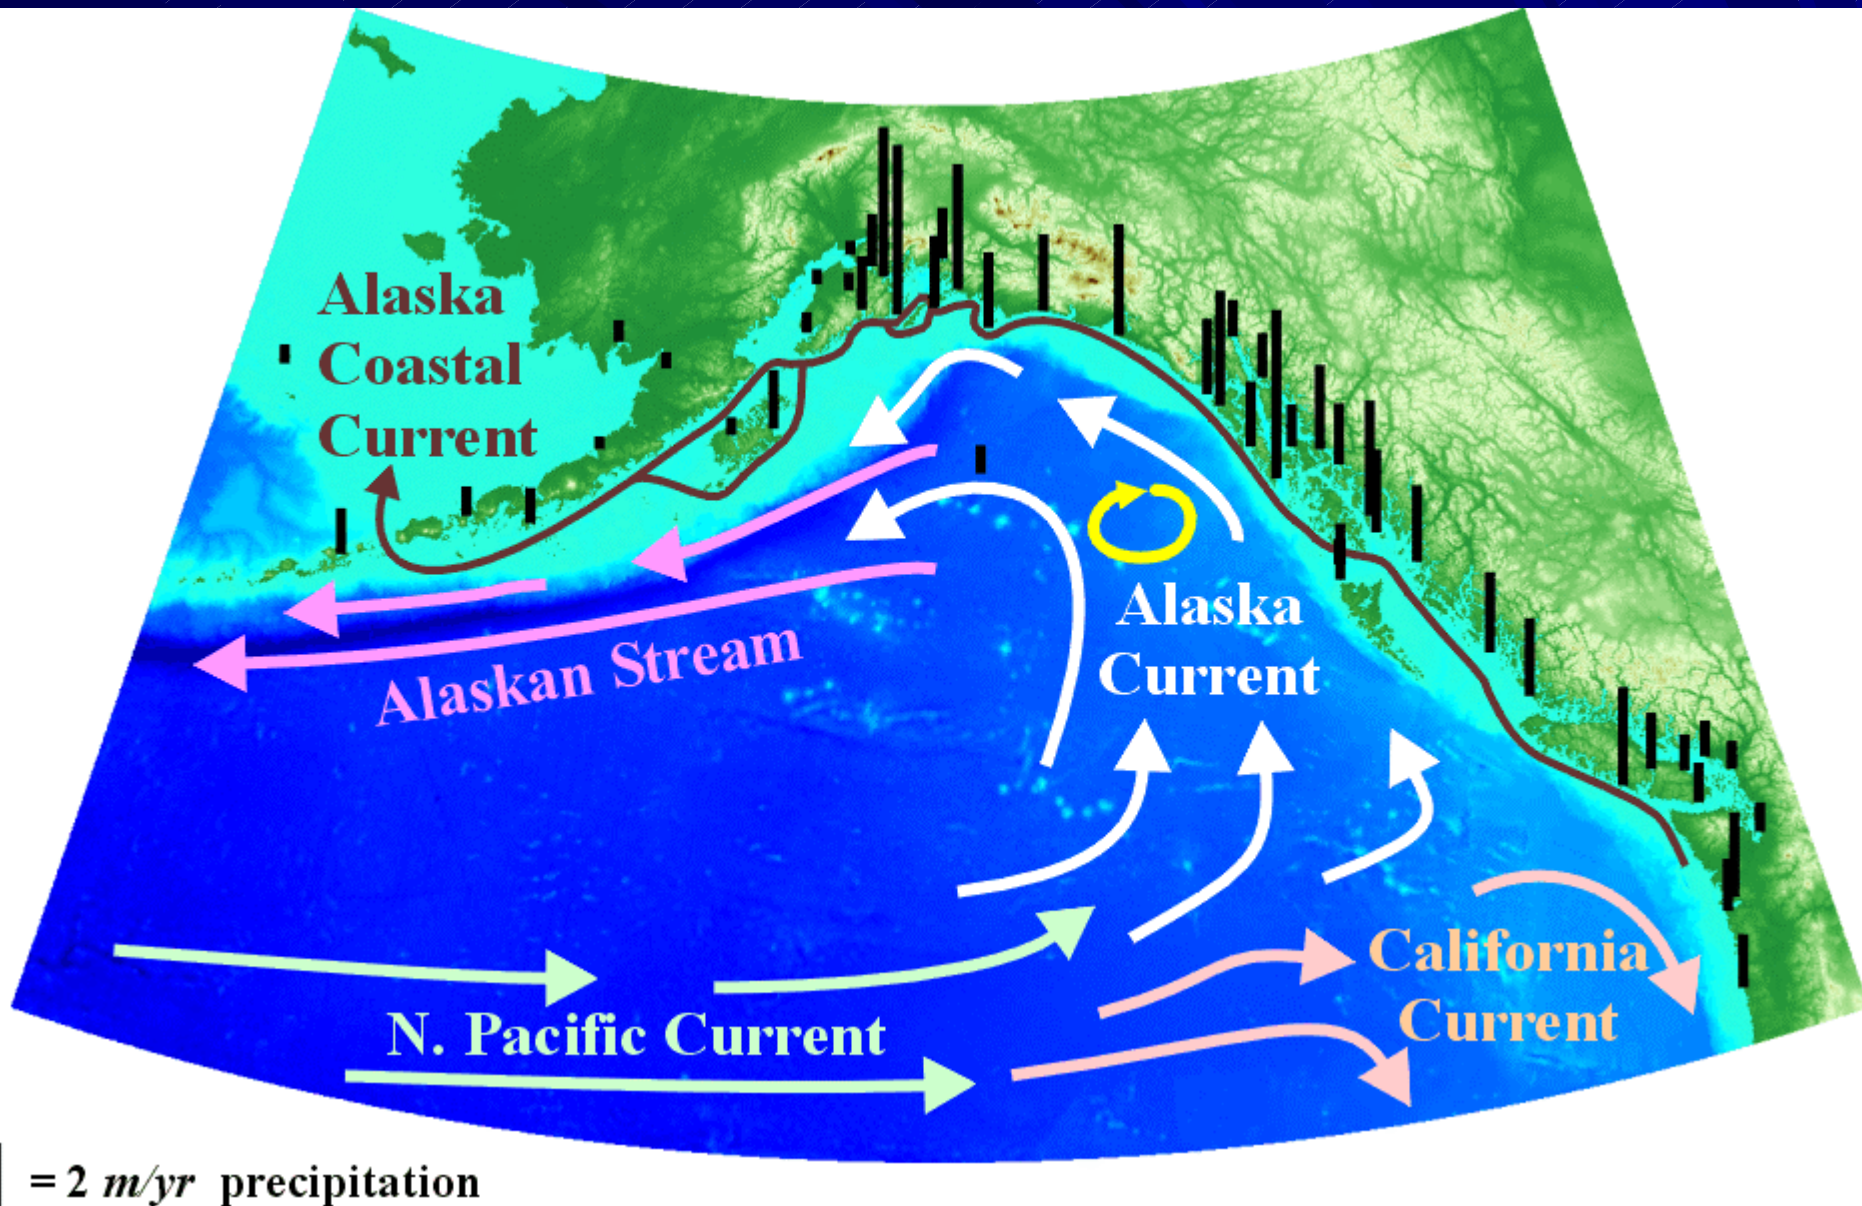 Alaska
Coastal
Current
Alaska
Current
Alaskan Stream
California
Current
N. Pacific Current
= 2 m/yr precipitation